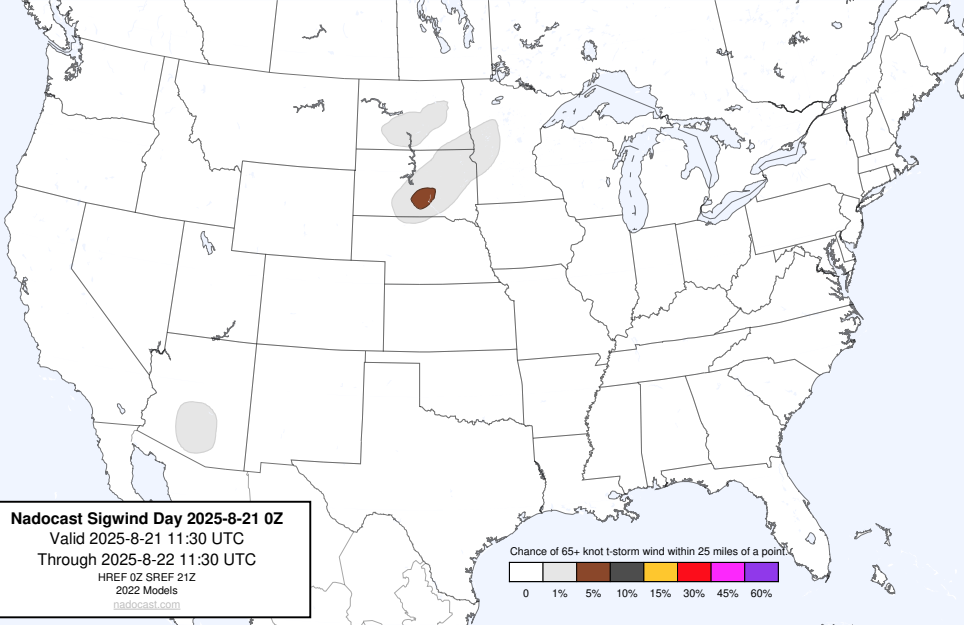 Nadocast Sigwind Day 2025-8-21 0Z
Valid 2025-8-21 11:30 UTC
Through 2025-8-22 11:30 UTC
HREF 0Z SREF 21Z
2022 Models
nadocast.com
Chance of 65+ knot t-storm wind within 25 miles of a point.
0 1% 5% 10% 15% 30% 45% 60%